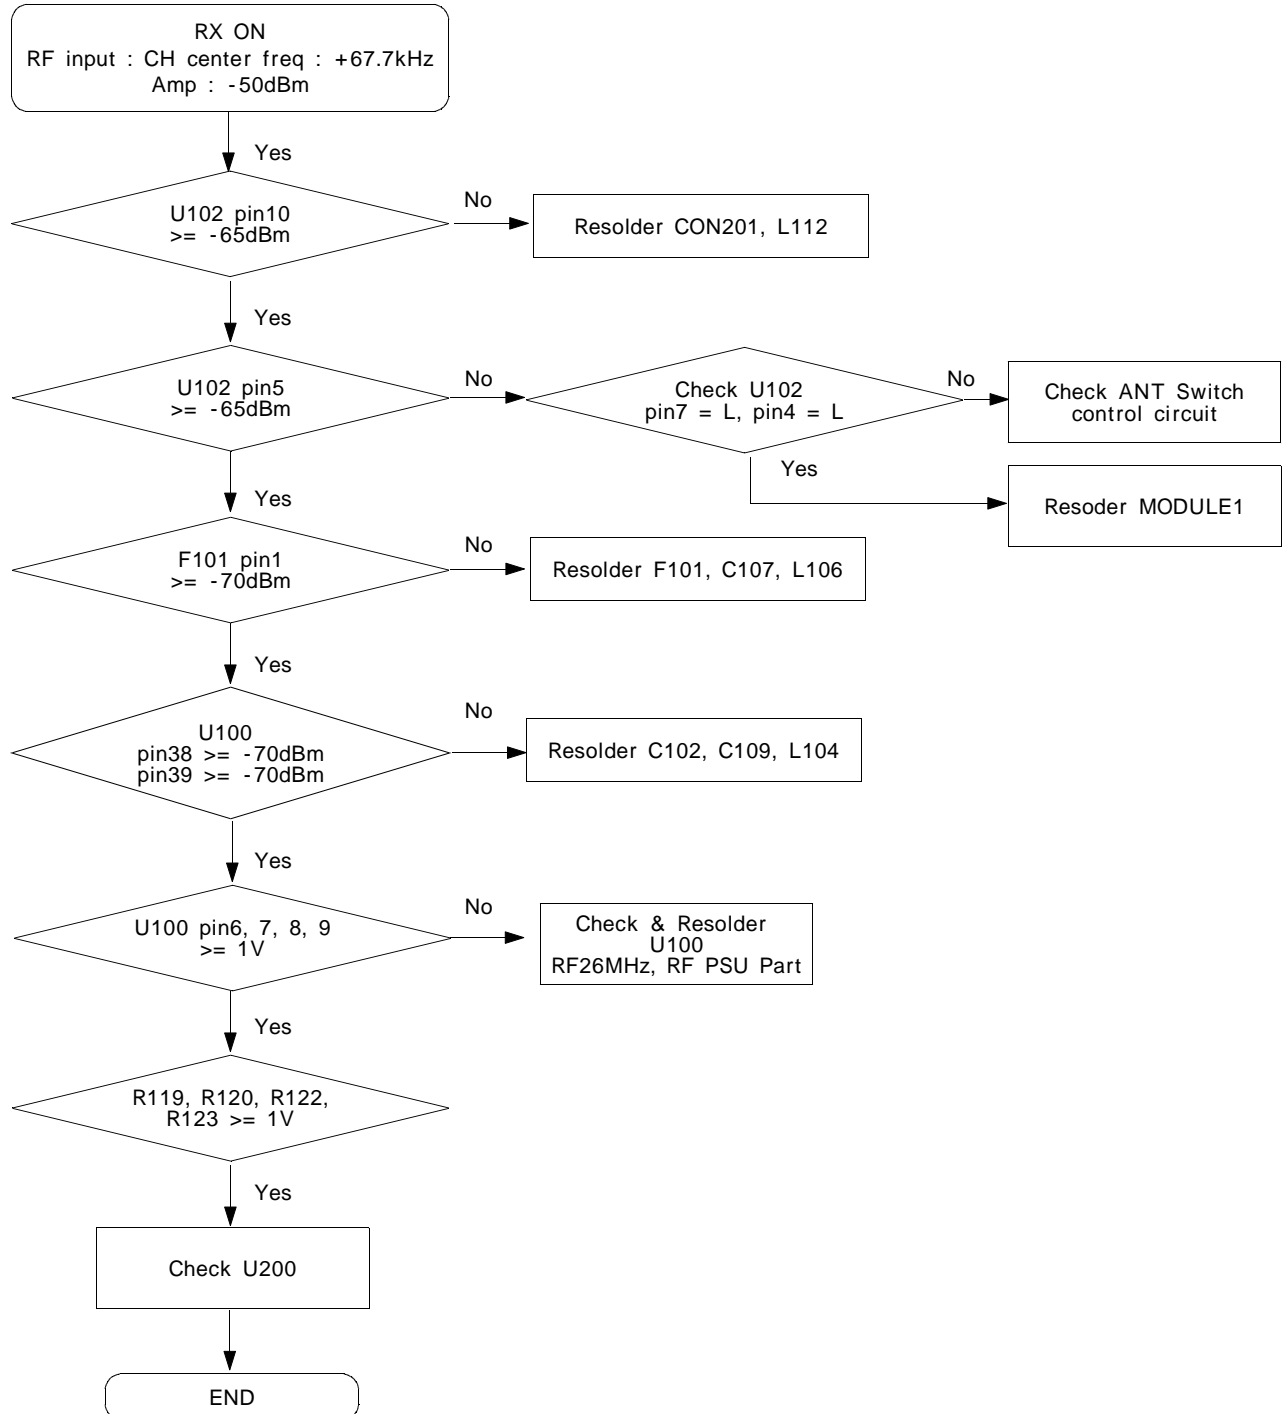 RX ON
RF input : CH center freq : +67.7kHz
Amp : -50dBm
Yes
U102 pin10
>= -65dBm
No
Resolder CON201, L112
Yes
U102 pin5
>= -65dBm
No
Check U102
pin7 = L, pin4 = L
No
Check ANT Switch
control circuit
Yes
Resoder MODULE1
Yes
F101 pin1
>= -70dBm
No
Resolder F101, C107, L106
Yes
U100
pin38 >= -70dBm
pin39 >= -70dBm
No
Resolder C102, C109, L104
Yes
U100 pin6, 7, 8, 9
>= 1V
No
Check & Resolder
U100
RF26MHz, RF PSU Part
Yes
R119, R120, R122,
R123 >= 1V
Yes
Check U200
END